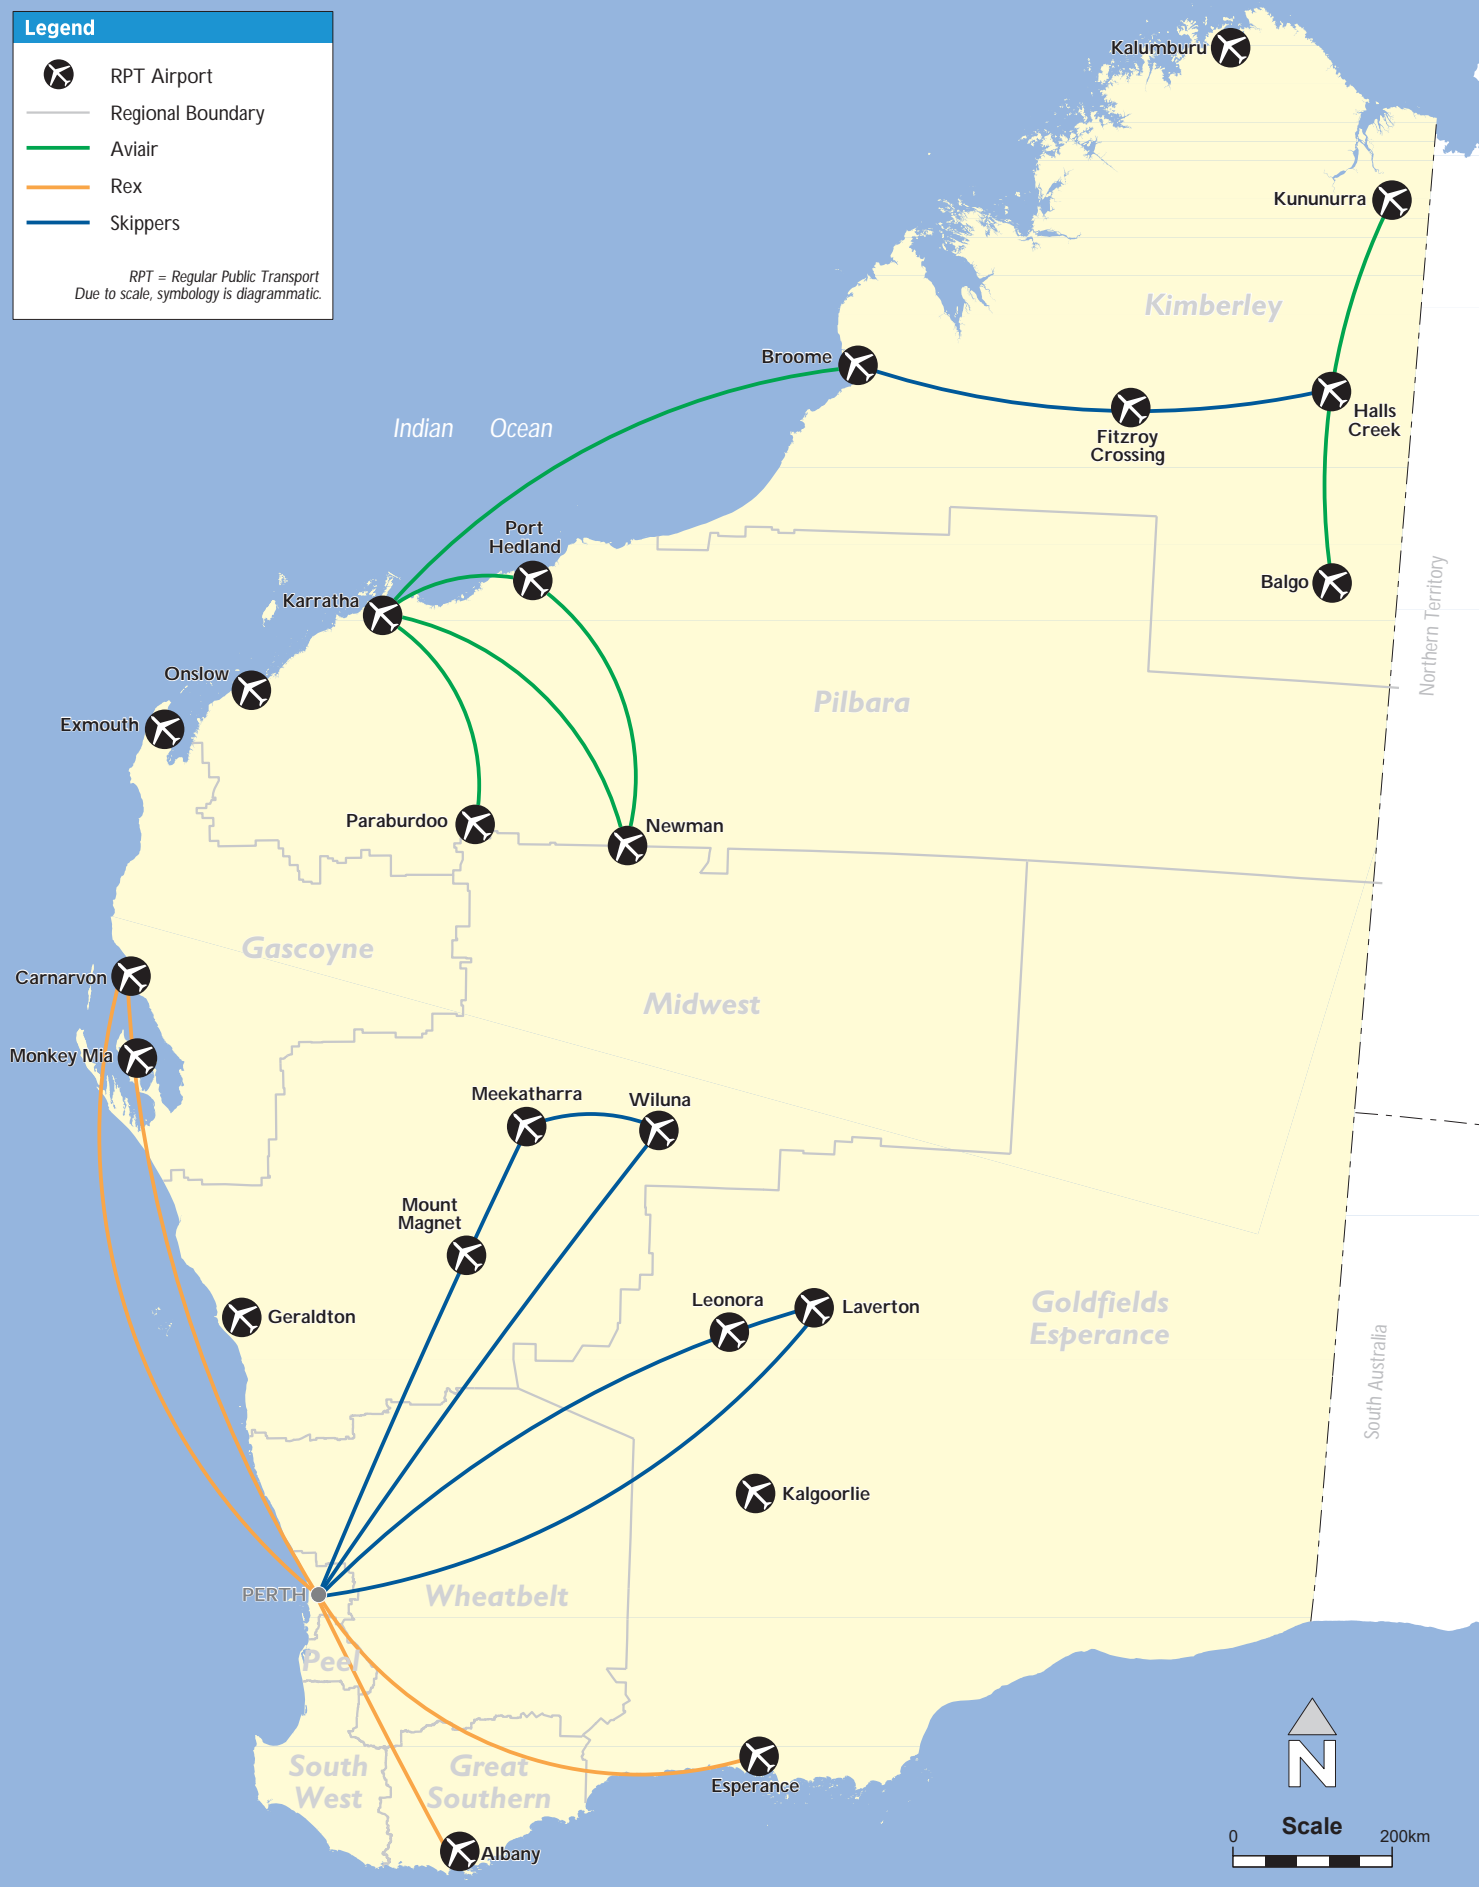 Legend
RPT Airport
Regional Boundary
Aviair
Rex
Skippers
RPT = Regular Public Transport
Due to scale, symbology is diagrammatic.
Kalumburu
Kununurra
Kimberley
Broome
Halls
Creek
Fitzroy
Crossing
Indian Ocean
Port
Hedland
Balgo
Northern Territory
Karratha
Onslow
Exmouth
Pilbara
Paraburdoo
Newman
Gascoyne
Carnarvon
Midwest
Monkey Mia
Meekatharra
Wiluna
Mount
Magnet
Geraldton
Leonora
Laverton
Goldfields
Esperance
South Australia
Kalgoorlie
PERTH
Wheatbelt
Peel
South
West
Great
Southern
Esperance
Albany
N
Scale
0
200km